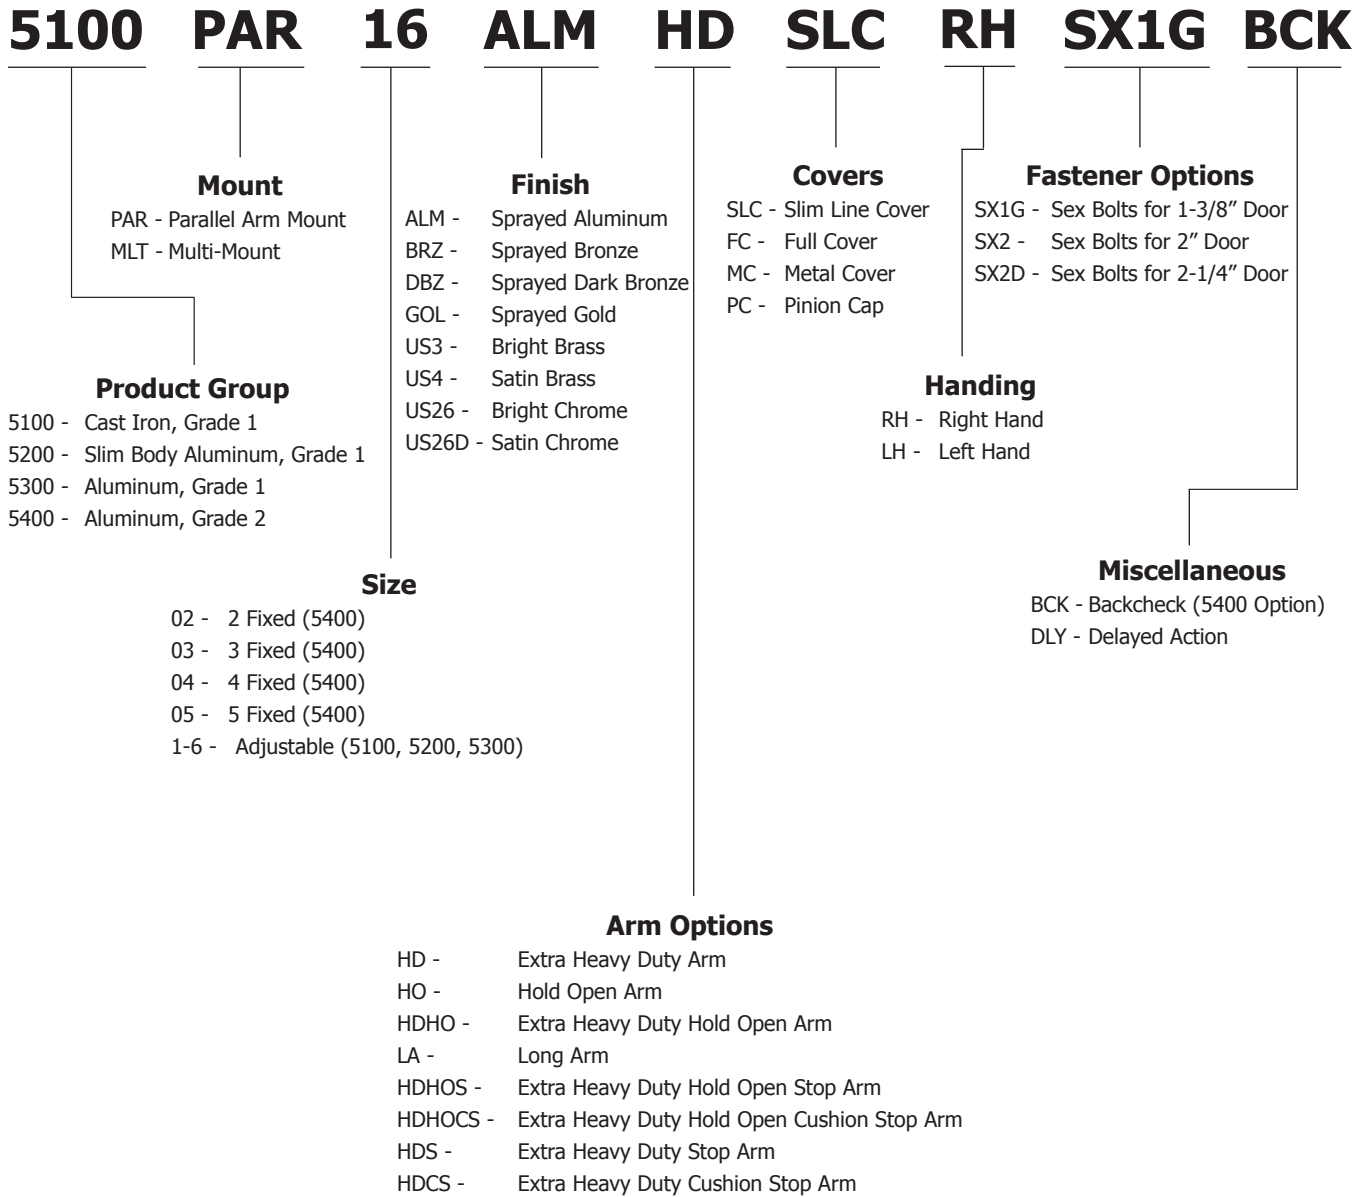 5100 PAR 16 ALM HD SLC RH SX1G BCK
Mount
PAR - Parallel Arm Mount
MLT - Multi-Mount
Finish
ALM - Sprayed Aluminum
BRZ - Sprayed Bronze
DBZ - Sprayed Dark Bronze
GOL - Sprayed Gold
US3 - Bright Brass
US4 - Satin Brass
US26 - Bright Chrome
US26D - Satin Chrome
Covers
SLC - Slim Line Cover
FC - Full Cover
MC - Metal Cover
PC - Pinion Cap
Fastener Options
SX1G - Sex Bolts for 1-3/8” Door
SX2 - Sex Bolts for 2” Door
SX2D - Sex Bolts for 2-1/4” Door
Product Group
5100 - Cast Iron, Grade 1
5200 - Slim Body Aluminum, Grade 1
5300 - Aluminum, Grade 1
5400 - Aluminum, Grade 2
Handing
RH - Right Hand
LH - Left Hand
Size
02 - 2 Fixed (5400)
03 - 3 Fixed (5400)
04 - 4 Fixed (5400)
05 - 5 Fixed (5400)
1-6 - Adjustable (5100, 5200, 5300)
Miscellaneous
BCK - Backcheck (5400 Option)
DLY - Delayed Action
Arm Options
HD - Extra Heavy Duty Arm
HO - Hold Open Arm
HDHO - Extra Heavy Duty Hold Open Arm
LA - Long Arm
HDHOS - Extra Heavy Duty Hold Open Stop Arm
HDHOCS - Extra Heavy Duty Hold Open Cushion Stop Arm
HDS - Extra Heavy Duty Stop Arm
HDCS - Extra Heavy Duty Cushion Stop Arm